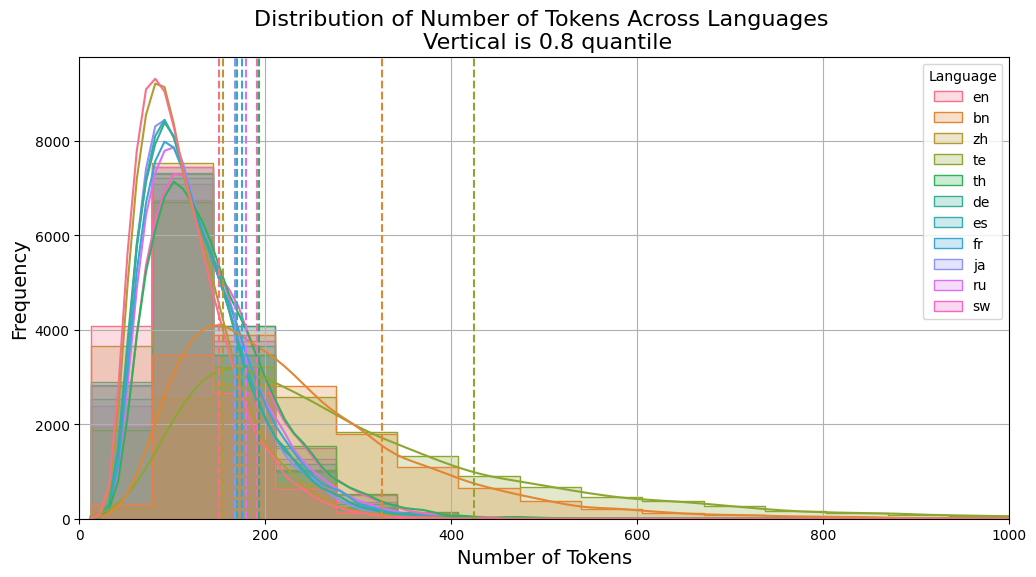 Distribution of Number of Tokens Across Languages
Vertical is 0.8 quantile
Frequency
8000
6000
4000
2000
0
0 200 400 600 800 1000
Number of Tokens
Language
en
bn
zh
te
th
de
es
fr
ja
ru
sw